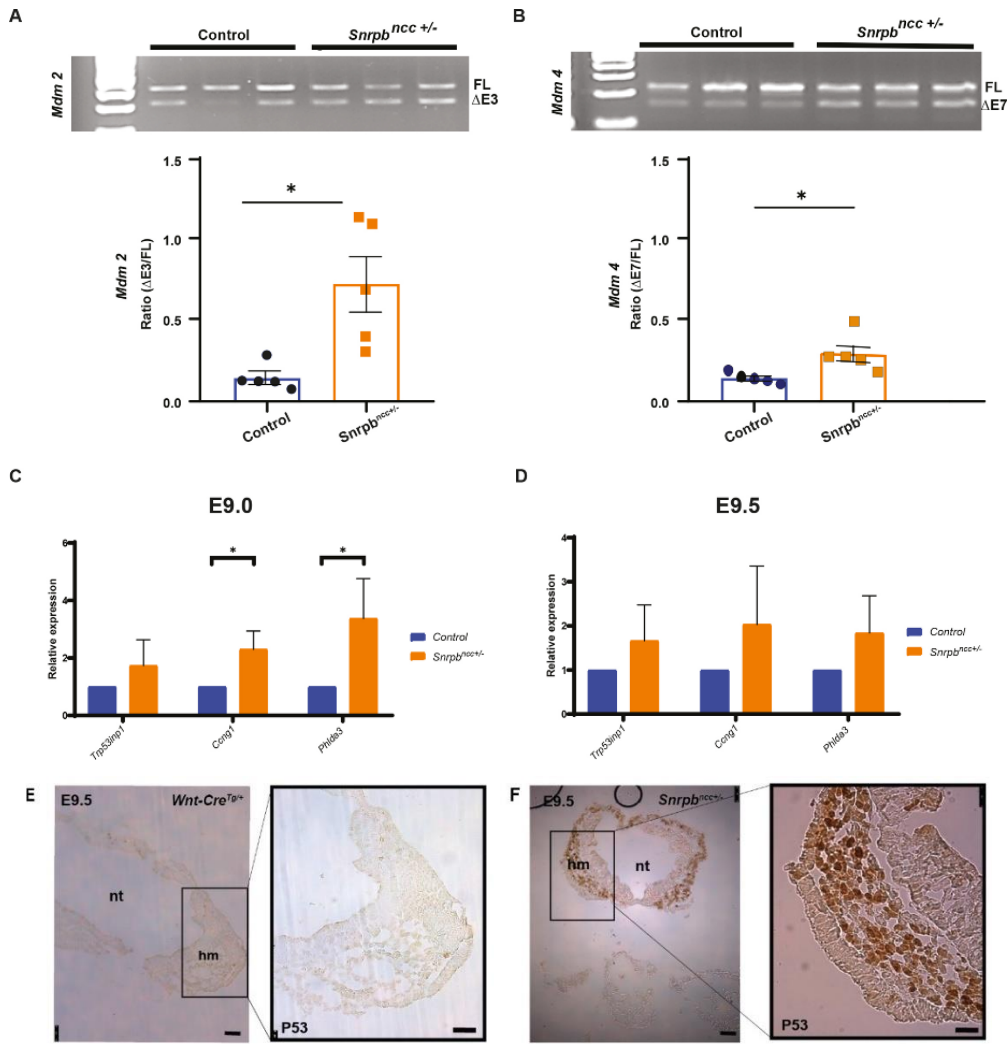 A
Control
Snrpb ncc +/-
Mdm 2
FL
ΔE3
1.5
1.0
0.5
0.0
Mdm 2
Ratio (ΔE3/FL)
*
Control
Snrpbncc+/-
B
Control
Snrpb ncc +/-
Mdm 4
FL
ΔE7
1.5
1.0
0.5
0.0
Mdm 4
Ratio (ΔE7/FL)
*
Control
Snrpbncc+/-
C
E9.0
6
4
2
0
Relative expression
*
*
Trp53inp1
Ccng1
Phlda3
Control
Snrpbncc+/-
D
E9.5
4
3
2
1
0
Relative expression
Trp53inp1
Ccng1
Phlda3
Control
Snrpbncc+/-
E
E9.5
Wnt-CreTg/+
nt
hm
P53
F
E9.5
Snrpbncc+/-
hm
nt
P53